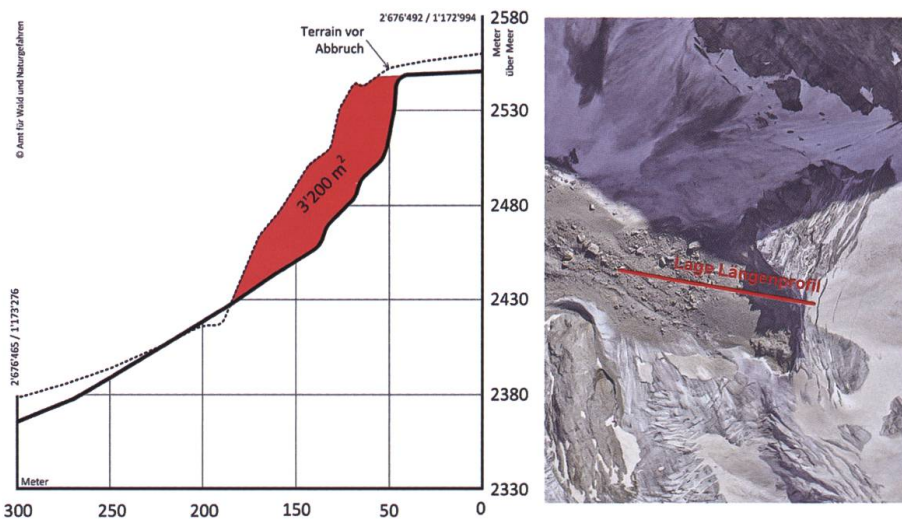 2'676'492 / 1'172'994
Terrain vor
Abbruch
© Amt für Wald und Naturgefahren
2'676'465 / 1'173'276
3'200 m²
Meter
über Meer
2580
2530
2480
2430
2380
2330
Meter
300
250
200
150
100
50
0
Lage Längenprofil